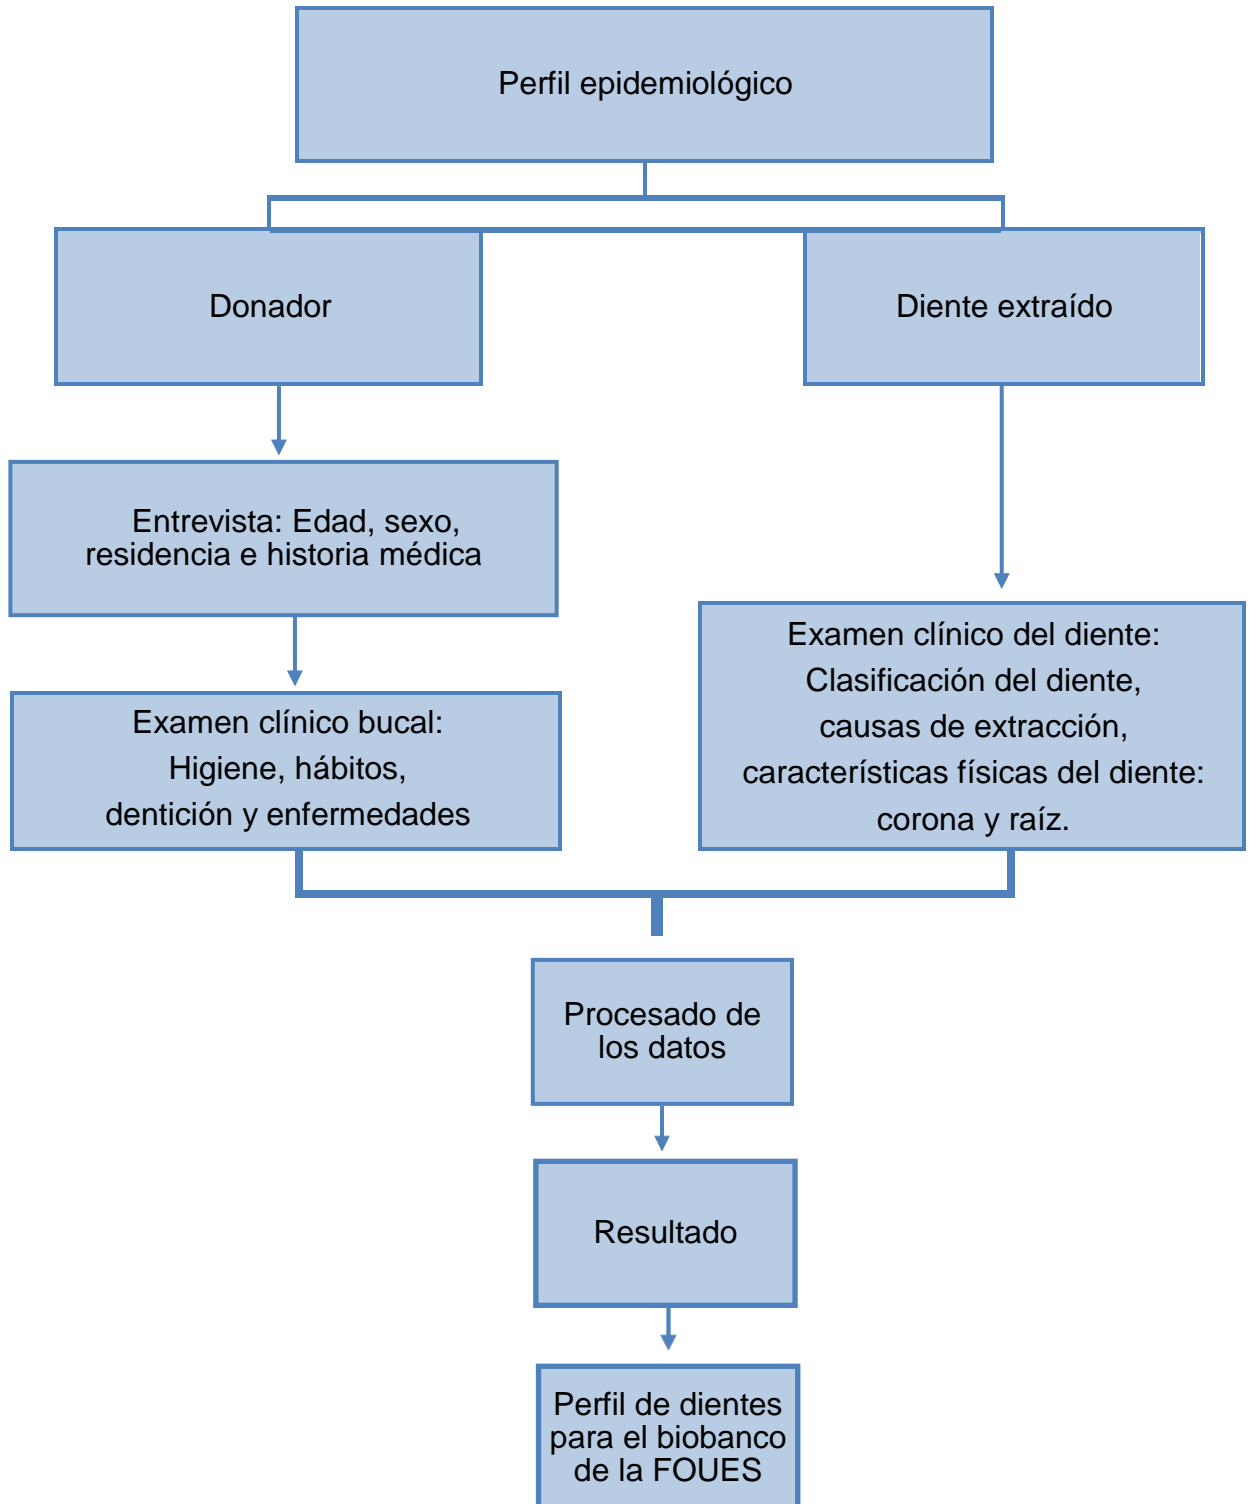 Perfil epidemiológico
Donador
Diente extraído
Entrevista: Edad, sexo,
residencia e historia médica
Examen clínico bucal:
Higiene, hábitos,
dentición y enfermedades
Examen clínico del diente:
Clasificación del diente,
causas de extracción,
características físicas del diente:
corona y raíz.
Procesado de
los datos
Resultado
Perfil de dientes
para el biobanco
de la FOUES